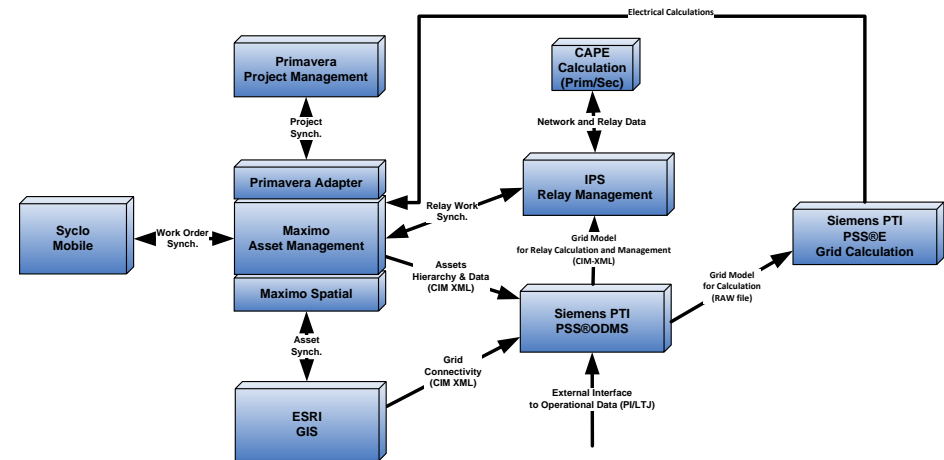 Electrical Calculations
Primavera
Project Management
CAPE
Calculation
(Prim/Sec)
Project
Synch.
Network and Relay Data
Primavera Adapter
IPS
Relay Management
Relay Work
Synch.
Syclo
Mobile
Work Order
Synch.
Maximo
Asset Management
Siemens PTI
PSS®E
Grid Calculation
Grid Model
for Relay Calculation and Management
(CIM-XML)
Assets
Hierarchy & Data
(CIM XML)
Grid Model
for Calculation
(RAW file)
Maximo Spatial
Siemens PTI
PSS®ODMS
Asset
Synch.
Grid
Connectivity
(CIM XML)
External Interface
to Operational Data (PI/LTJ)
ESRI
GIS